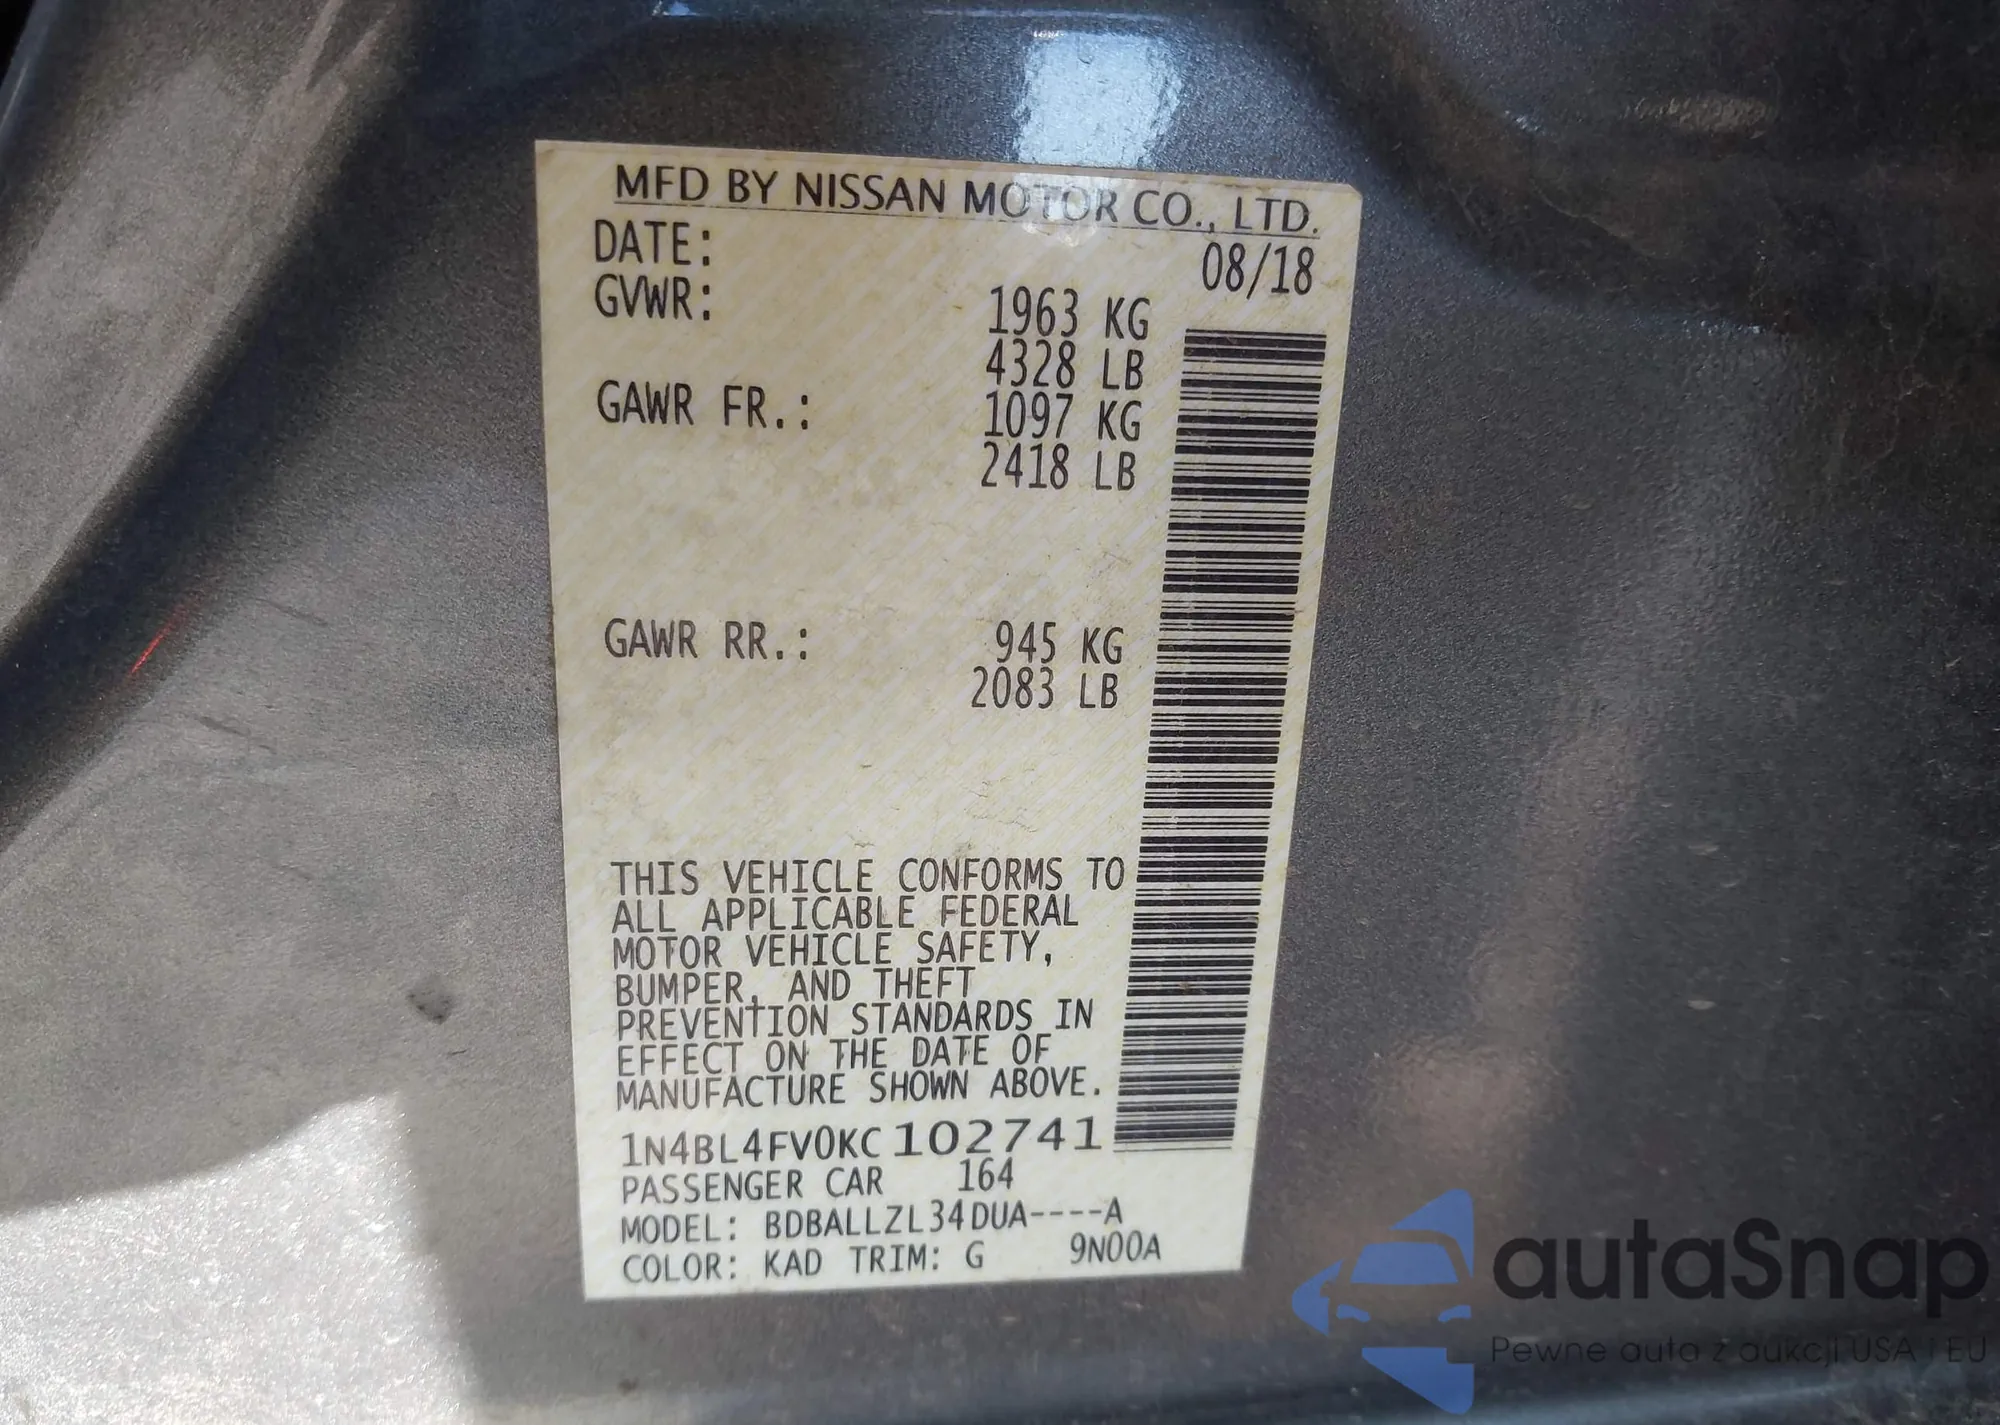 MFD BY NISSAN MOTOR CO., LTD.
DATE: 08/18
GVWR: 1963 KG
4328 LB
GAWR FR.: 1097 KG
2418 LB
GAWR RR.: 945 KG
2083 LB
THIS VEHICLE CONFORMS TO
ALL APPLICABLE FEDERAL
MOTOR VEHICLE SAFETY,
BUMPER, AND THEFT
PREVENTION STANDARDS IN
EFFECT ON THE DATE OF
MANUFACTURE SHOWN ABOVE.
1N4BL4FV0KC102741
PASSENGER CAR 164
MODEL: BDBALLZL34DUA----A
COLOR: KAD TRIM: G 9N00A
autoSnap
Pewne auta z aukcji USA i EU